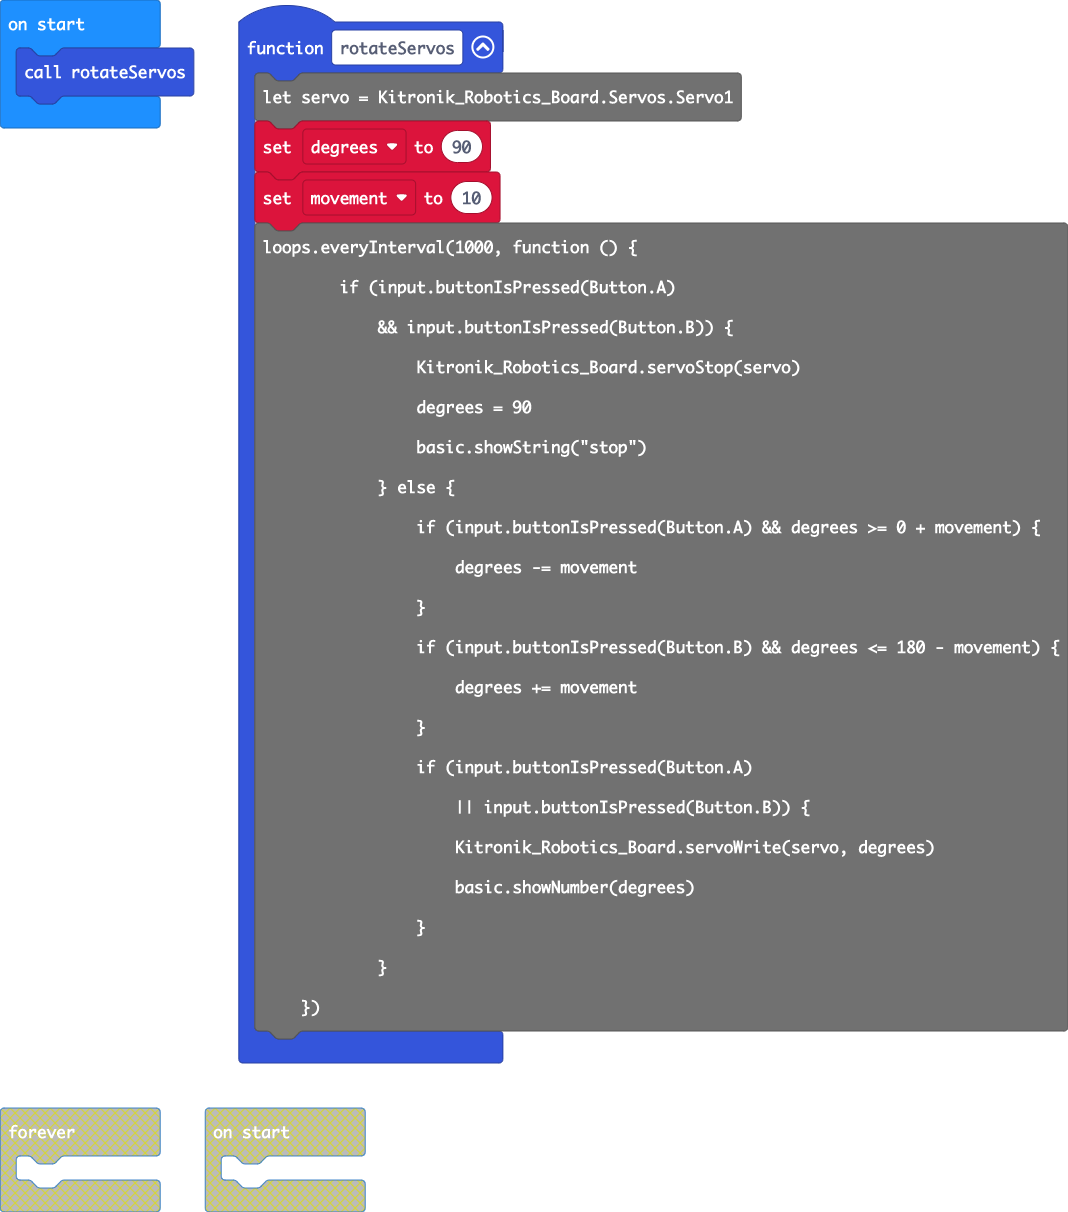 on start
call rotateServos
function rotateServos
let servo = Kitronik_Robotics_Board.Servos.Servo1
set degrees to 90
set movement to 10
loops.everyInterval(1000, function () {
if (input.buttonIsPressed(Button.A)
&& input.buttonIsPressed(Button.B)) {
Kitronik_Robotics_Board.servoStop(servo)
degrees = 90
basic.showString("stop")
} else {
if (input.buttonIsPressed(Button.A) && degrees >= 0 + movement) {
degrees -= movement
}
if (input.buttonIsPressed(Button.B) && degrees <= 180 - movement) {
degrees += movement
}
if (input.buttonIsPressed(Button.A)
|| input.buttonIsPressed(Button.B)) {
Kitronik_Robotics_Board.servoWrite(servo, degrees)
basic.showNumber(degrees)
}
}
})
forever
on start